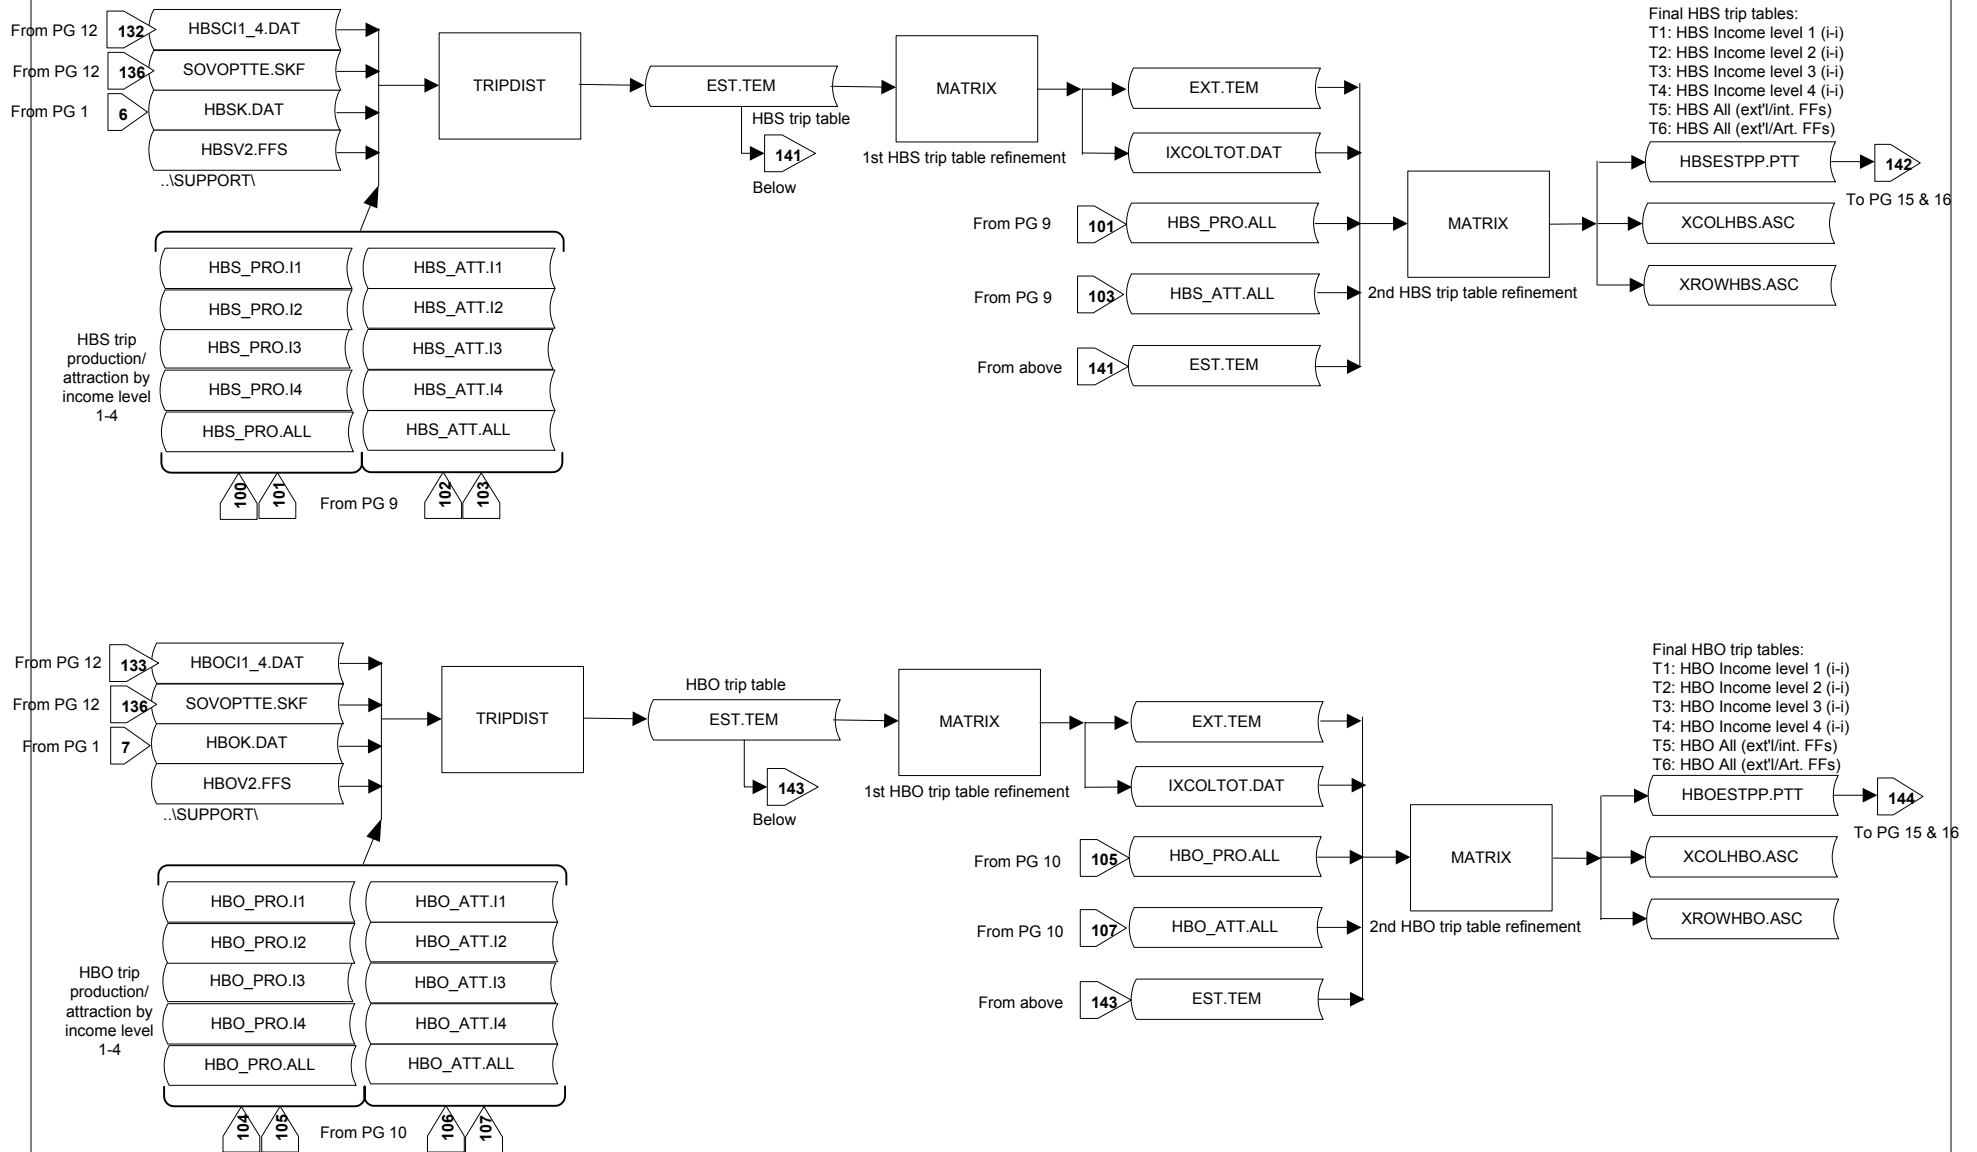 From PG 12
132
HBSCI1_4.DAT
From PG 12
136
SOVOPTTE.SKF
From PG 1
6
HBSK.DAT
HBSV2.FFS
..\SUPPORT\
TRIPDIST
EST.TEM
HBS trip table
141
Below
MATRIX
1st HBS trip table refinement
EXT.TEM
IXCOLTOT.DAT
From PG 9
101
HBS_PRO.ALL
From PG 9
103
HBS_ATT.ALL
From above
141
EST.TEM
MATRIX
2nd HBS trip table refinement
Final HBS trip tables:
T1: HBS Income level 1 (i-i)
T2: HBS Income level 2 (i-i)
T3: HBS Income level 3 (i-i)
T4: HBS Income level 4 (i-i)
T5: HBS All (ext'l/int. FFs)
T6: HBS All (ext'l/Art. FFs)
HBSESTPP.PTT
142
To PG 15 & 16
XCOLHBS.ASC
XROWHBS.ASC
HBS trip
production/
attraction by
income level
1-4
HBS_PRO.I1
HBS_ATT.I1
HBS_PRO.I2
HBS_ATT.I2
HBS_PRO.I3
HBS_ATT.I3
HBS_PRO.I4
HBS_ATT.I4
HBS_PRO.ALL
HBS_ATT.ALL
100
101
From PG 9
102
103
From PG 12
133
HBOCI1_4.DAT
From PG 12
136
SOVOPTTE.SKF
From PG 1
7
HBOK.DAT
HBOV2.FFS
..\SUPPORT\
TRIPDIST
HBO trip table
EST.TEM
143
Below
MATRIX
1st HBO trip table refinement
EXT.TEM
IXCOLTOT.DAT
From PG 10
105
HBO_PRO.ALL
From PG 10
107
HBO_ATT.ALL
From above
143
EST.TEM
MATRIX
2nd HBO trip table refinement
Final HBO trip tables:
T1: HBO Income level 1 (i-i)
T2: HBO Income level 2 (i-i)
T3: HBO Income level 3 (i-i)
T4: HBO Income level 4 (i-i)
T5: HBO All (ext'l/int. FFs)
T6: HBO All (ext'l/Art. FFs)
HBOESTPP.PTT
144
To PG 15 & 16
XCOLHBO.ASC
XROWHBO.ASC
HBO trip
production/
attraction by
income level
1-4
HBO_PRO.I1
HBO_ATT.I1
HBO_PRO.I2
HBO_ATT.I2
HBO_PRO.I3
HBO_ATT.I3
HBO_PRO.I4
HBO_ATT.I4
HBO_PRO.ALL
HBO_ATT.ALL
104
105
From PG 10
106
107